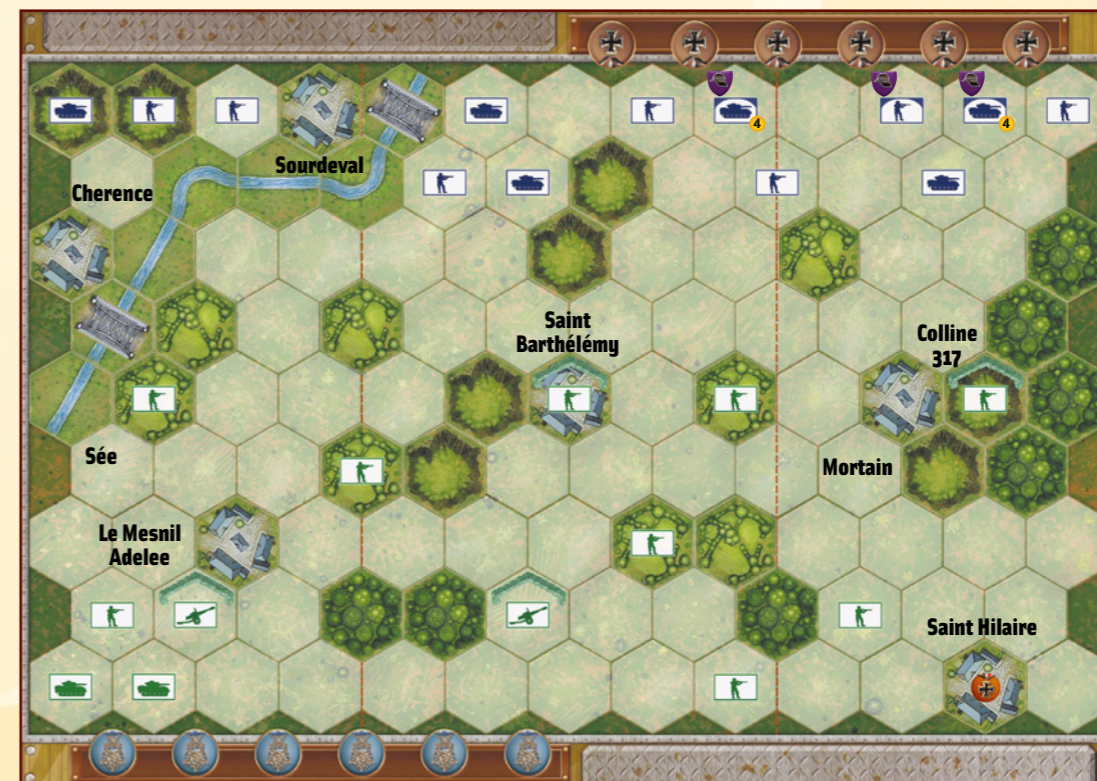 4
4
Sourdeval
Cherence
Saint
Barthélémy
Colline
317
Sée
Mortain
Le Mesnil
Adelee
Saint Hilaire